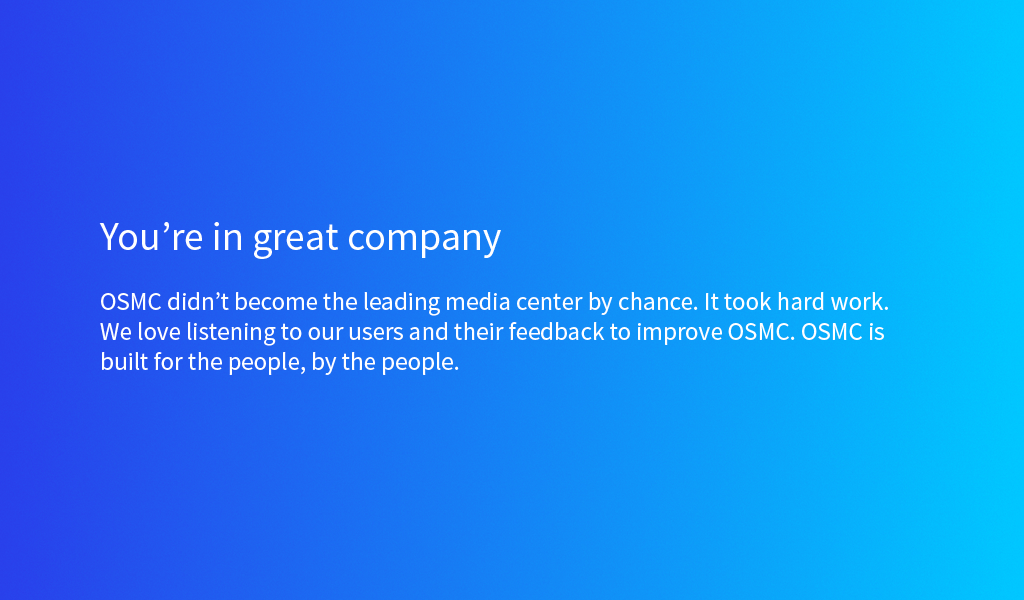 You’re in great company
OSMC didn’t become the leading media center by chance. It took hard work.
We love listening to our users and their feedback to improve OSMC. OSMC is
built for the people, by the people.